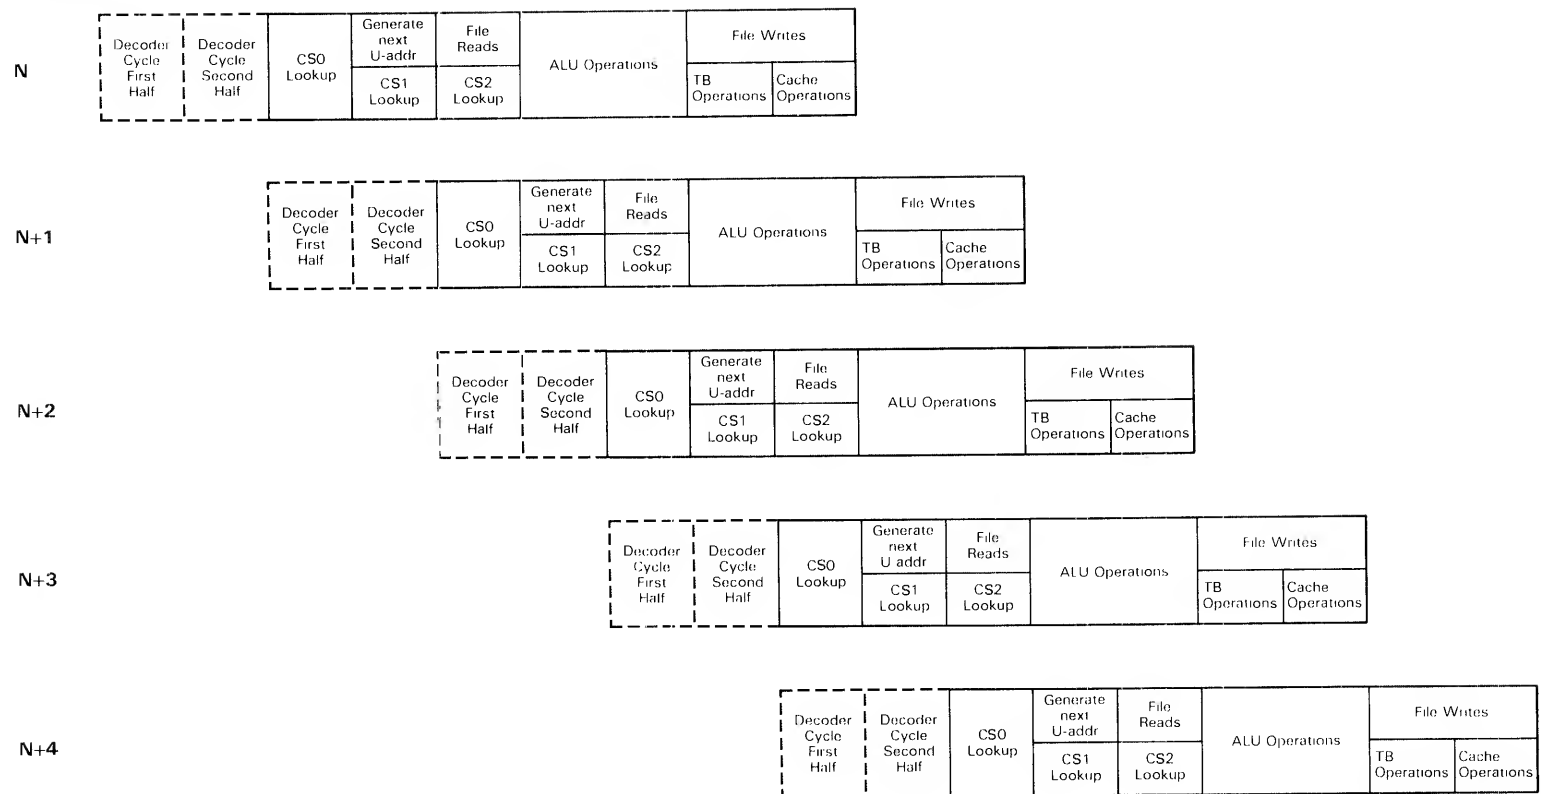 N
Decoder
Cycle
First
Half
Decoder
Cycle
Second
Half
CS0
Lookup
Generate
next
U-addr
CS1
Lookup
File
Reads
CS2
Lookup
ALU Operations
File Writes
TB
Operations
Cache
Operations
N+1
Decoder
Cycle
First
Half
Decoder
Cycle
Second
Half
CS0
Lookup
Generate
next
U-addr
CS1
Lookup
File
Reads
CS2
Lookup
ALU Operations
File Writes
TB
Operations
Cache
Operations
N+2
Decoder
Cycle
First
Half
Decoder
Cycle
Second
Half
CS0
Lookup
Generate
next
U-addr
CS1
Lookup
File
Reads
CS2
Lookup
ALU Operations
File Writes
TB
Operations
Cache
Operations
N+3
Decoder
Cycle
First
Half
Decoder
Cycle
Second
Half
CS0
Lookup
Generate
next
U addr
CS1
Lookup
File
Reads
CS2
Lookup
ALU Operations
File Writes
TB
Operations
Cache
Operations
N+4
Decoder
Cycle
First
Half
Decoder
Cycle
Second
Half
CS0
Lookup
Generate
next
U-addr
CS1
Lookup
File
Reads
CS2
Lookup
ALU Operations
File Writes
TB
Operations
Cache
Operations